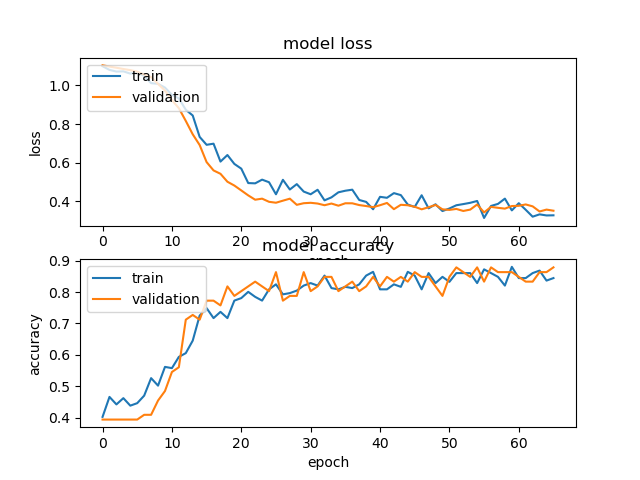 model loss
train
validation
1.0
0.8
0.6
0.4
loss
0 10 20 30 40 50 60
epoch
model accuracy
train
validation
0.9
0.8
0.7
0.6
0.5
0.4
accuracy
0 10 20 30 40 50 60
epoch